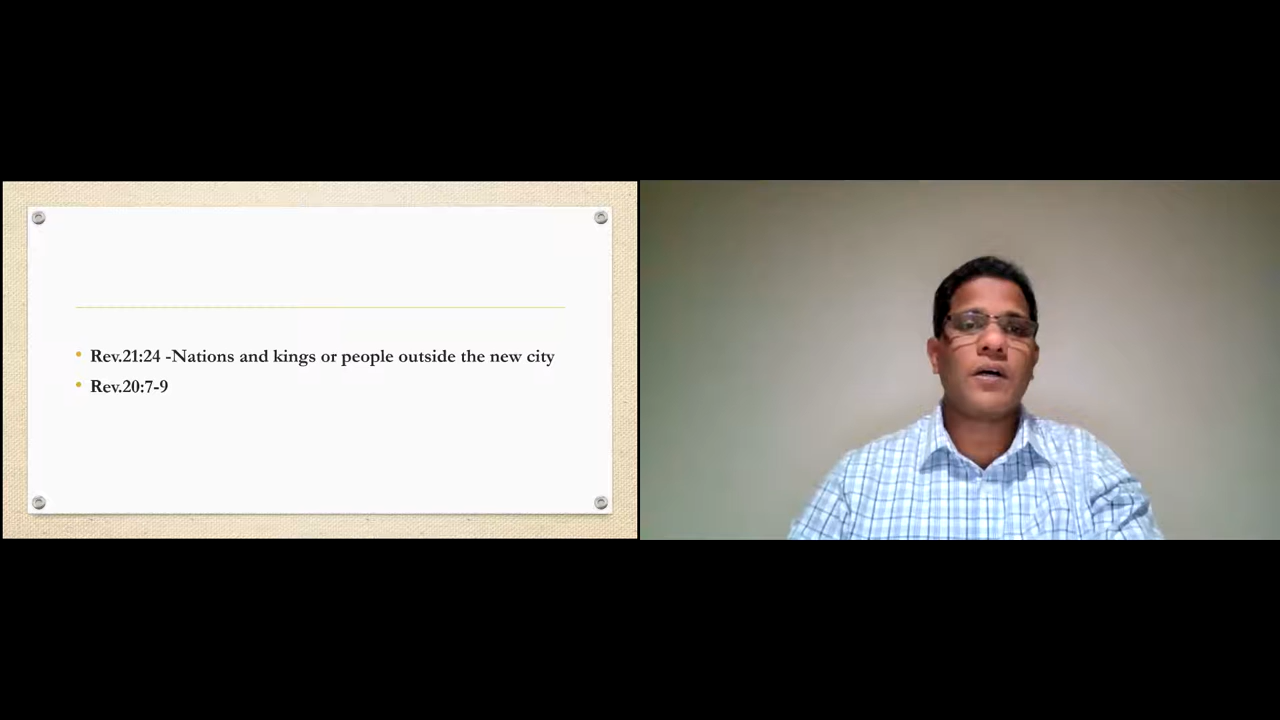 • Rev.21:24 -Nations and kings or people outside the new city
• Rev.20:7-9